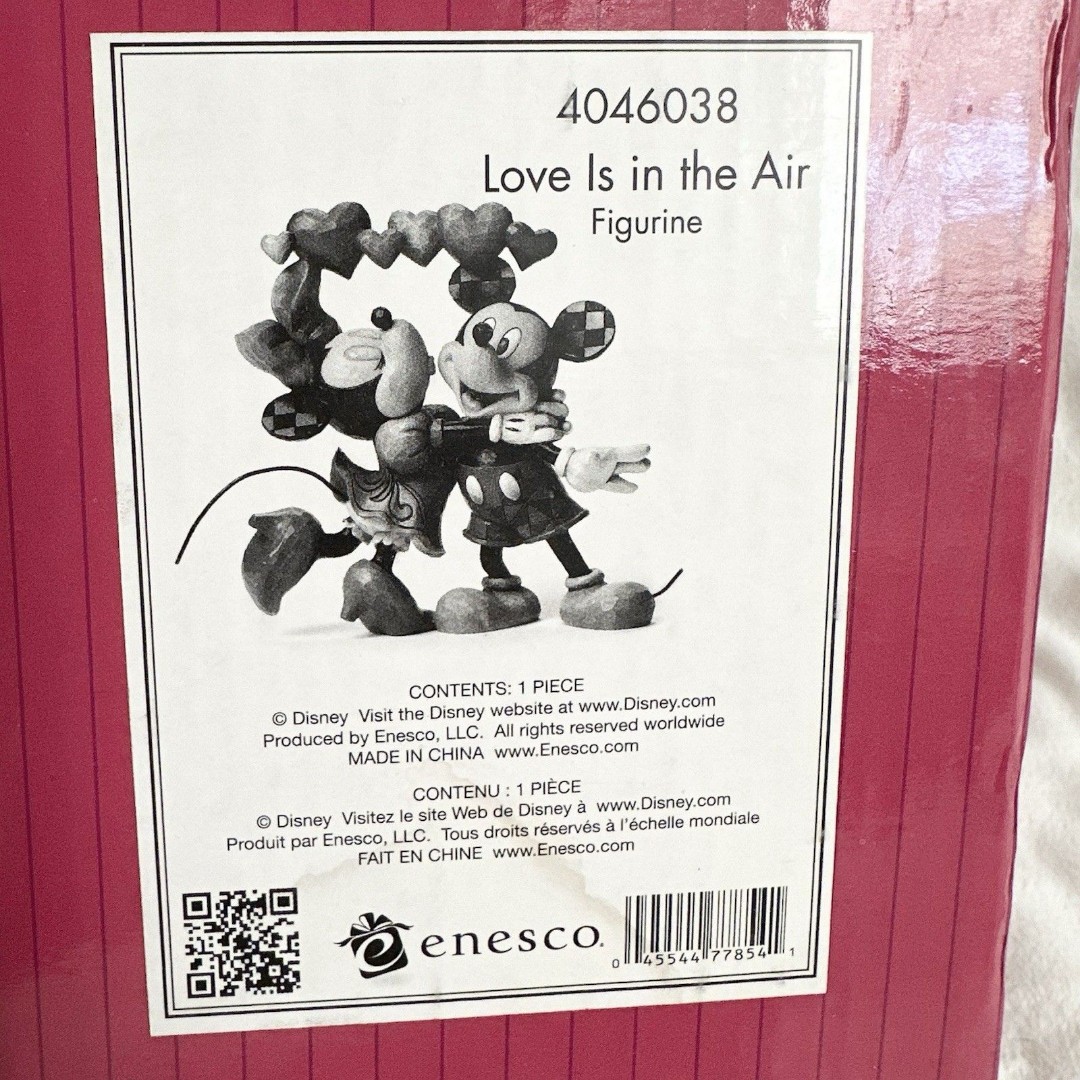 4046038
Love Is in the Air
Figurine
CONTENTS: 1 PIECE
© Disney Visit the Disney website at www.Disney.com
Produced by Enesco, LLC. All rights reserved worldwide
MADE IN CHINA www.Enesco.com
CONTENU : 1 PIÈCE
© Disney Visitez le site Web de Disney à www.Disney.com
Produit par Enesco, LLC. Tous droits réservés à l'échelle mondiale
FAIT EN CHINE www.Enesco.com
enesco.
0 45544 77854 1